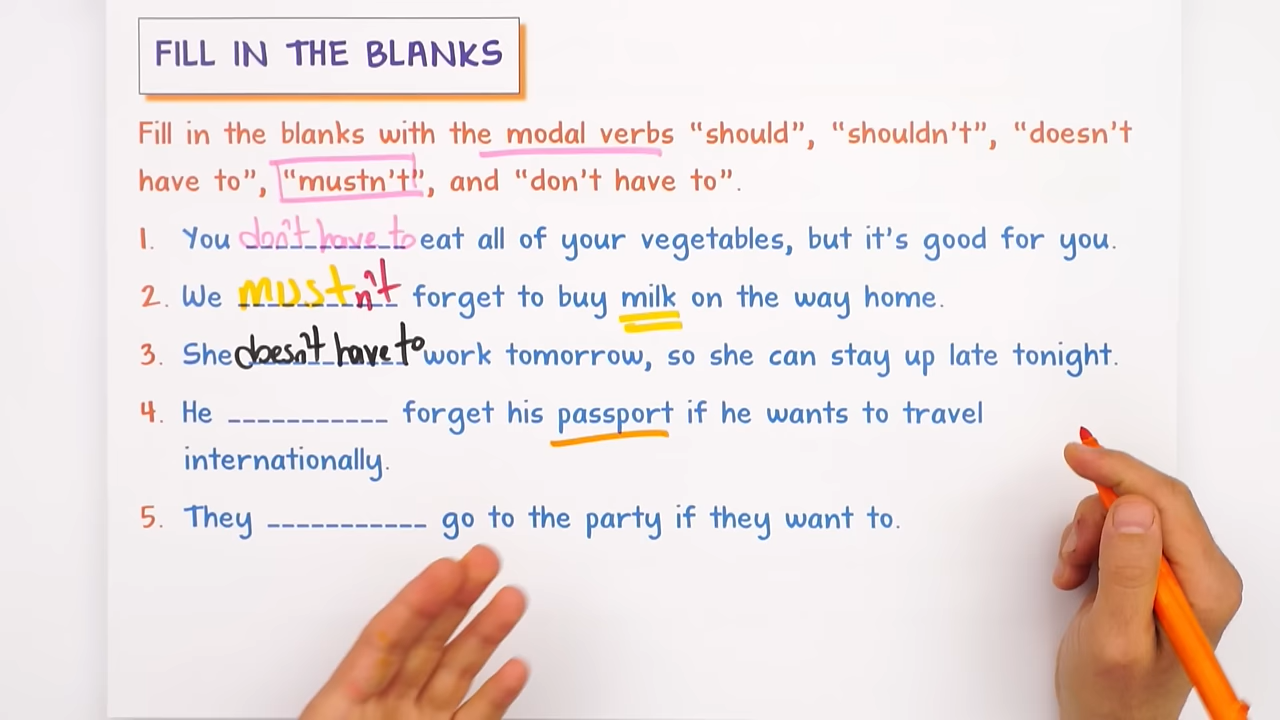 FILL IN THE BLANKS
Fill in the blanks with the modal verbs “should”, “shouldn't”, “doesn't
have to”, “mustn't”, and “don't have to”.
1. You don't have to eat all of your vegetables, but it's good for you.
2. We mustn't forget to buy milk on the way home.
3. She doesn't have to work tomorrow, so she can stay up late tonight.
4. He ___________ forget his passport if he wants to travel
internationally.
5. They ___________ go to the party if they want to.